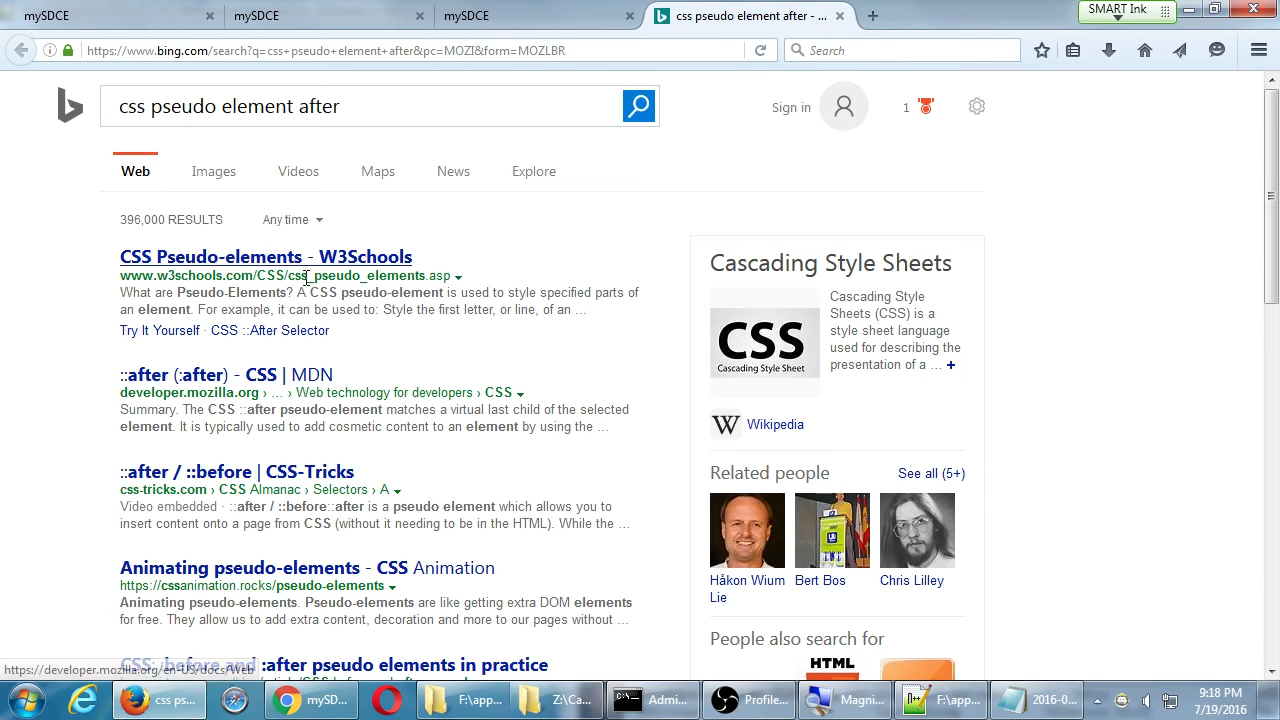 mySDCE
mySDCE
mySDCE
css pseudo element after - ...
SMART Ink
https://www.bing.com/search?q=css+pseudo+element+after&pc=MOZI&form=MOZLBR
Search
css pseudo element after
Sign in
1
Web
Images
Videos
Maps
News
Explore
396,000 RESULTS
Any time
CSS Pseudo-elements - W3Schools
www.w3schools.com/CSS/css_pseudo_elements.asp
What are Pseudo-Elements? A CSS pseudo-element is used to style specified parts of
an element. For example, it can be used to: Style the first letter, or line, of an ...
Try It Yourself · CSS ::After Selector
::after (:after) - CSS | MDN
developer.mozilla.org › ... › Web technology for developers › CSS
Summary. The CSS ::after pseudo-element matches a virtual last child of the selected
element. It is typically used to add cosmetic content to an element by using the ...
::after / ::before | CSS-Tricks
css-tricks.com › CSS Almanac › Selectors › A
Video embedded · ::after / ::before::after is a pseudo element which allows you to
insert content onto a page from CSS (without it needing to be in the HTML). While the ...
Animating pseudo-elements - CSS Animation
https://cssanimation.rocks/pseudo-elements
Animating pseudo-elements. Pseudo-elements are like getting extra DOM elements
for free. They allow us to add extra content, decoration and more to our pages without ...
CSS: :before and :after pseudo elements in practice
Cascading Style Sheets
CSS
Cascading Style Sheet
Cascading Style
Sheets (CSS) is a
style sheet language
used for describing the
presentation of a ... +
W Wikipedia
Related people
See all (5+)
Håkon Wium
Lie
Bert Bos
Chris Lilley
People also search for
HTML
https://developer.mozilla.org/en-US/docs/Web
css ps...
mySD...
F:\app...
Z:\Ca...
Admi...
Profile...
Magni...
F:\app...
2016-0...
9:18 PM
7/19/2016